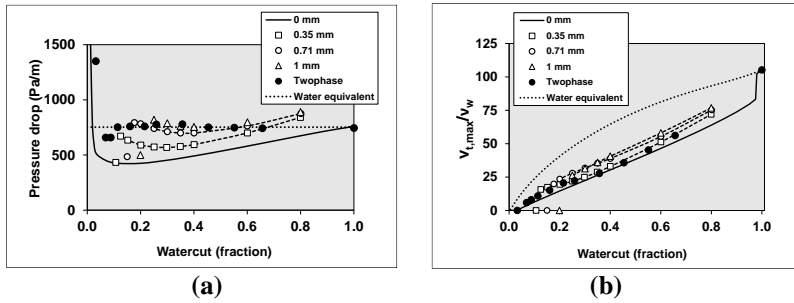 1500
1000
500
0
0.0
0.2
0.4
0.6
0.8
1.0
Pressure drop (Pa/m)
Watercut (fraction)
0 mm
0.35 mm
0.71 mm
1 mm
Twophase
Water equivalent
(a)
125
100
75
50
25
0
0.0
0.2
0.4
0.6
0.8
1.0
Vt,max/Vw
Watercut (fraction)
0 mm
0.35 mm
0.71 mm
1 mm
Twophase
Water equivalent
(b)